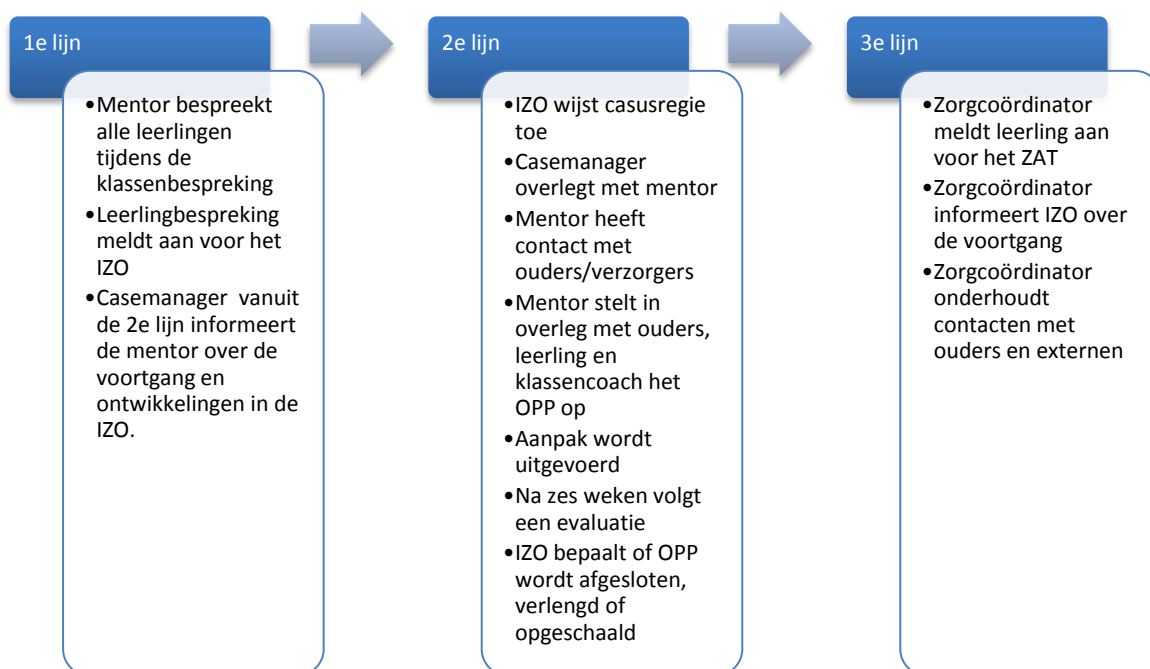 1e lijn
•Mentor bespreekt
alle leerlingen
tijdens de
klassenbespreking
•Leerlingbespreking
meldt aan voor het
IZO
•Casemanager  vanuit
de 2e lijn informeert
de mentor over de
voortgang en
ontwikkelingen in de
IZO.
2e lijn
•IZO wijst casusregie
toe
•Casemanager
overlegt met mentor
•Mentor heeft
contact met
ouders/verzorgers
•Mentor stelt in
overleg met ouders,
leerling en
klassencoach het
OPP op
•Aanpak wordt
uitgevoerd
•Na zes weken volgt
een evaluatie
•IZO bepaalt of OPP
wordt afgesloten,
verlengd of
opgeschaald
3e lijn
•Zorgcoördinator
meldt leerling aan
voor het ZAT
•Zorgcoördinator
informeert IZO over
de voortgang
•Zorgcoördinator
onderhoudt
contacten met
ouders en externen